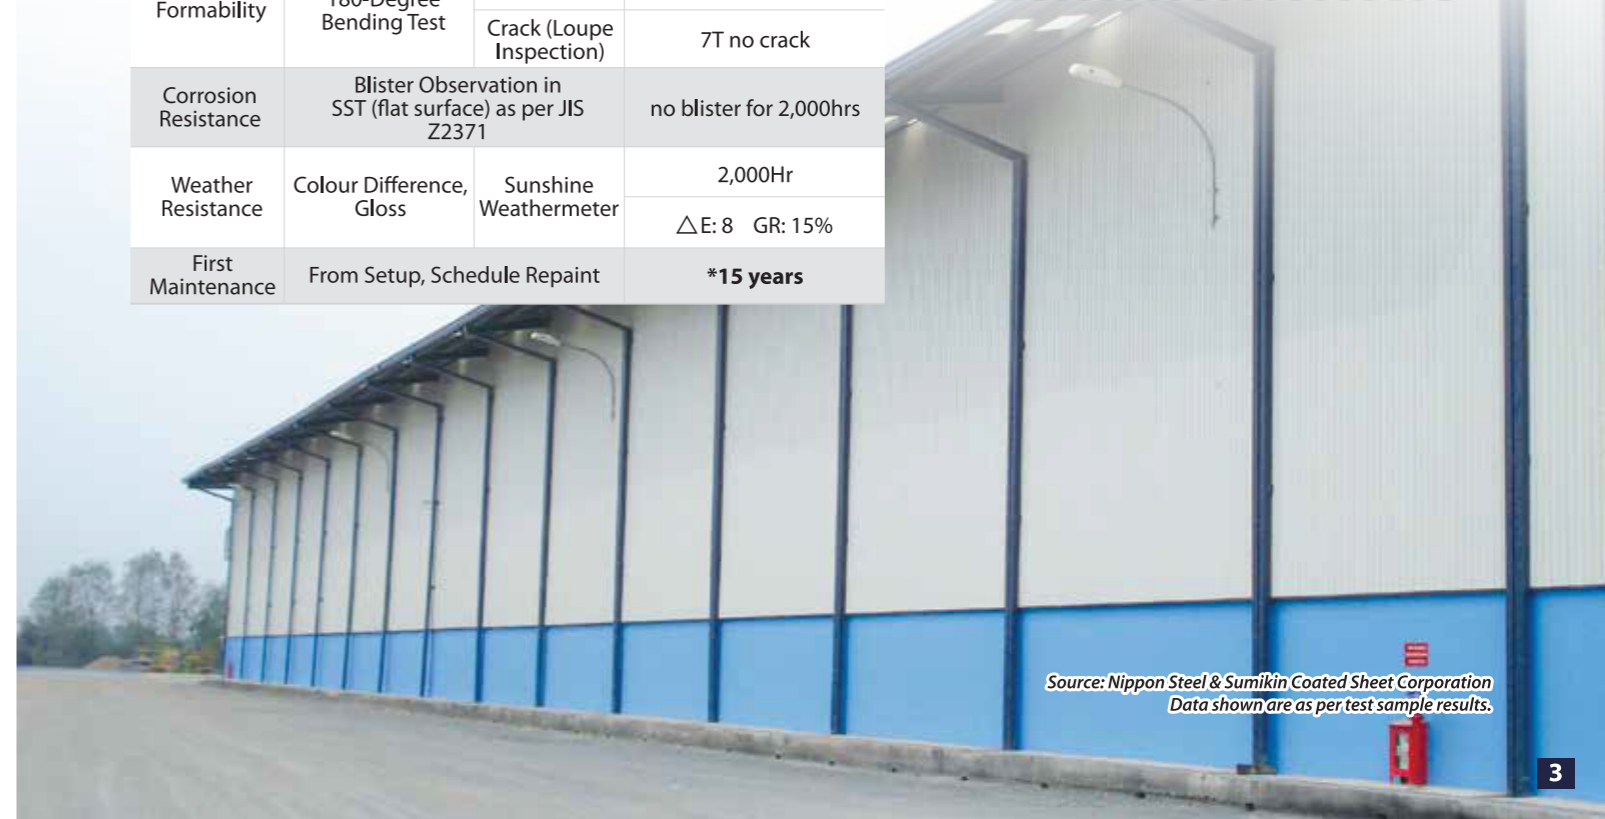 Formability
180-Degree
Bending Test
Crack (Loupe
Inspection)
7T no crack
Corrosion
Resistance
Blister Observation in
SST (flat surface) as per JIS
Z2371
no blister for 2,000hrs
Weather
Resistance
Colour Difference,
Gloss
Sunshine
Weathermeter
2,000Hr
△E: 8 GR: 15%
First
Maintenance
From Setup, Schedule Repaint
*15 years
Source: Nippon Steel & Sumikin Coated Sheet Corporation
Data shown are as per test sample results.
3